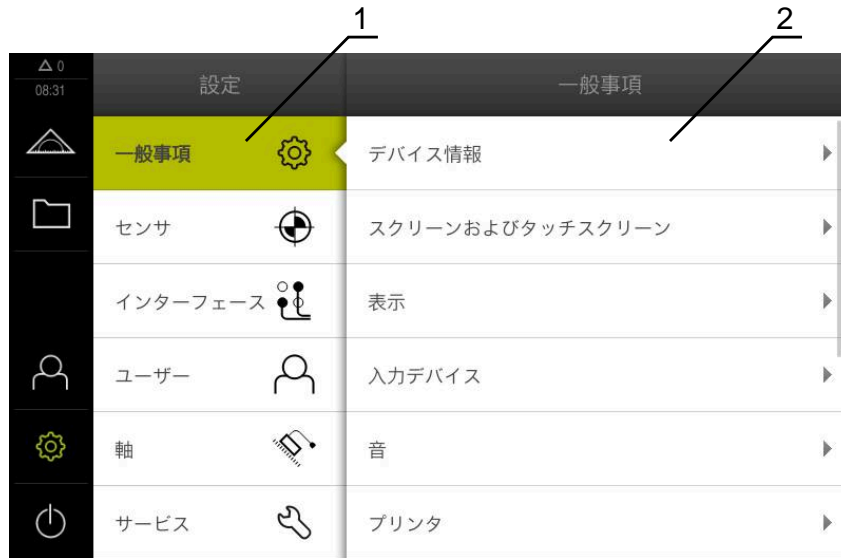 1
2
△ 0
08:31
設定
一般事項
一般事項
センサ
インターフェース
ユーザー
軸
サービス
デバイス情報
スクリーンおよびタッチスクリーン
表示
入力デバイス
音
プリンタ